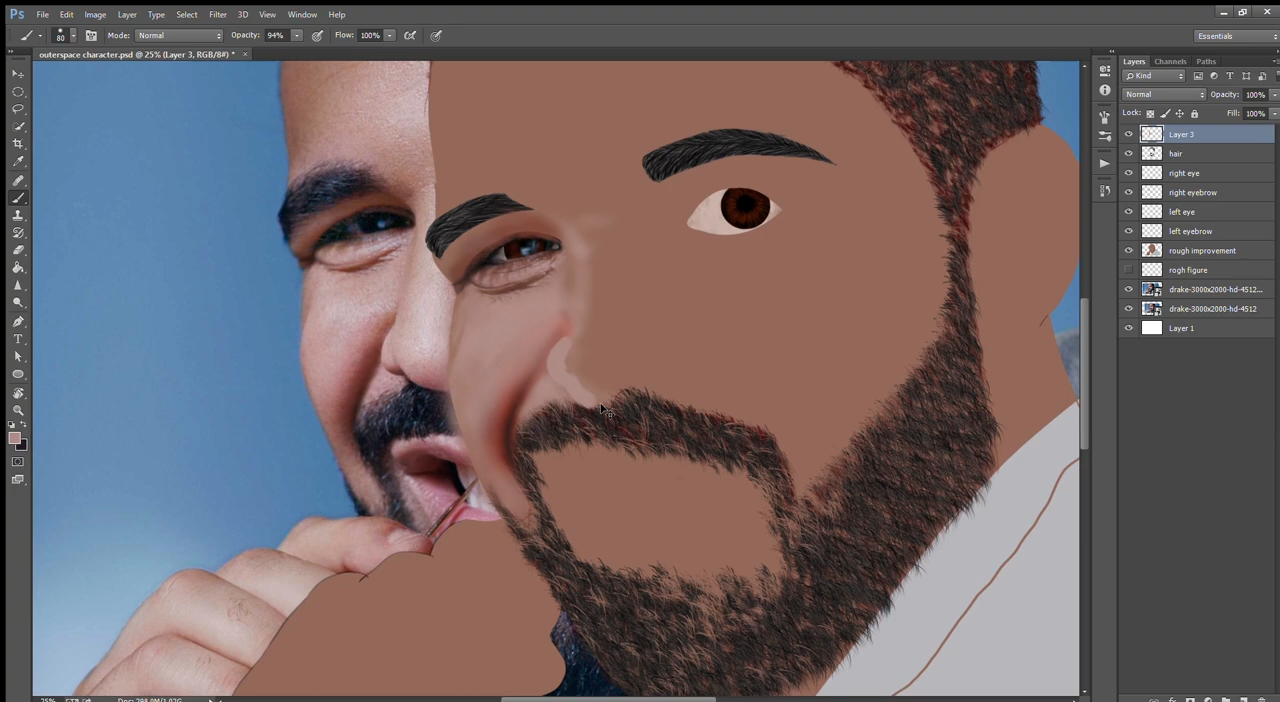 Ps File Edit Image Layer Type Select Filter 3D View Window Help
80 Mode: Normal Opacity: 94% Flow: 100% Essentials
outerspace character.psd @ 25% (Layer 3, RGB/8#) * ×
Layers Channels Paths
Kind T
Normal Opacity: 100%
Lock: Fill: 100%
Layer 3
hair
right eye
right eyebrow
left eye
left eyebrow
rough improvement
rogh figure
drake-3000x2000-hd-4512...
drake-3000x2000-hd-4512
Layer 1